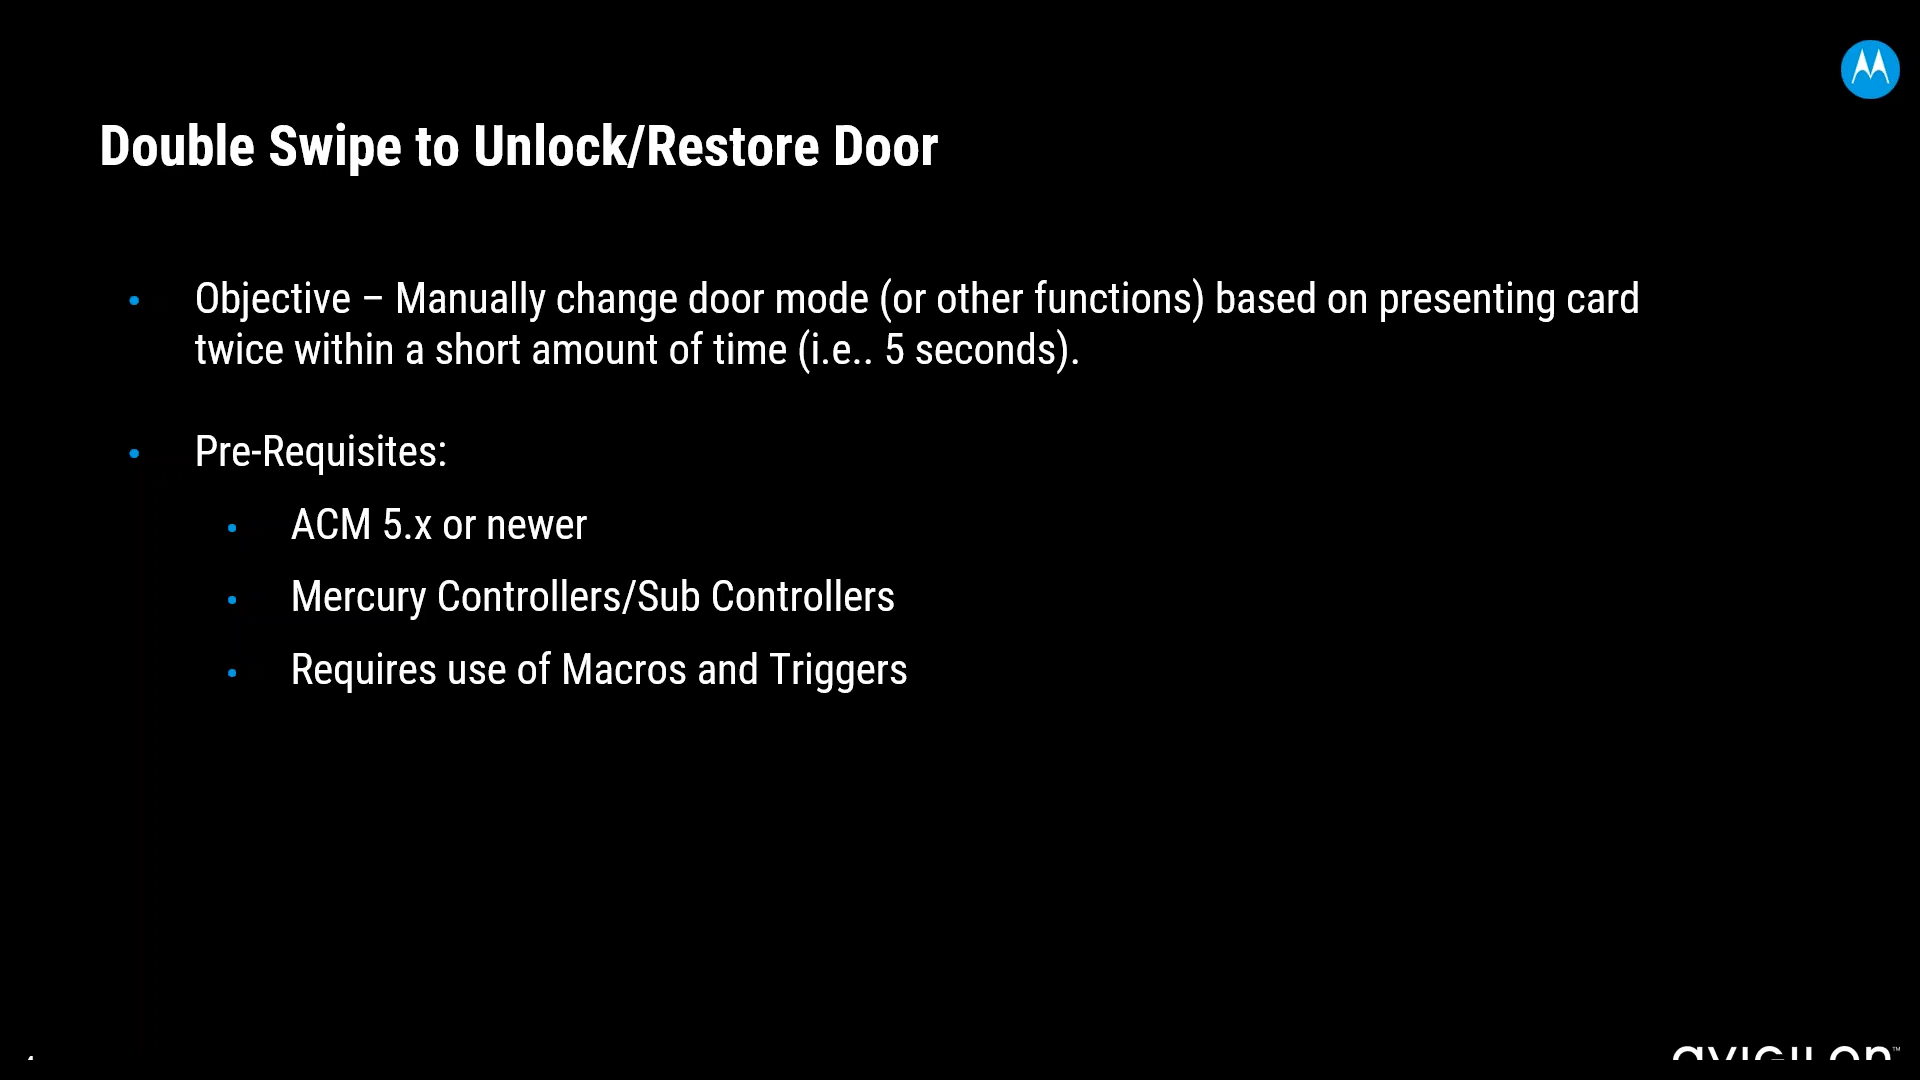 Double Swipe to Unlock/Restore Door
Objective – Manually change door mode (or other functions) based on presenting card
twice within a short amount of time (i.e.. 5 seconds).
Pre-Requisites:
ACM 5.x or newer
Mercury Controllers/Sub Controllers
Requires use of Macros and Triggers
avigilon™